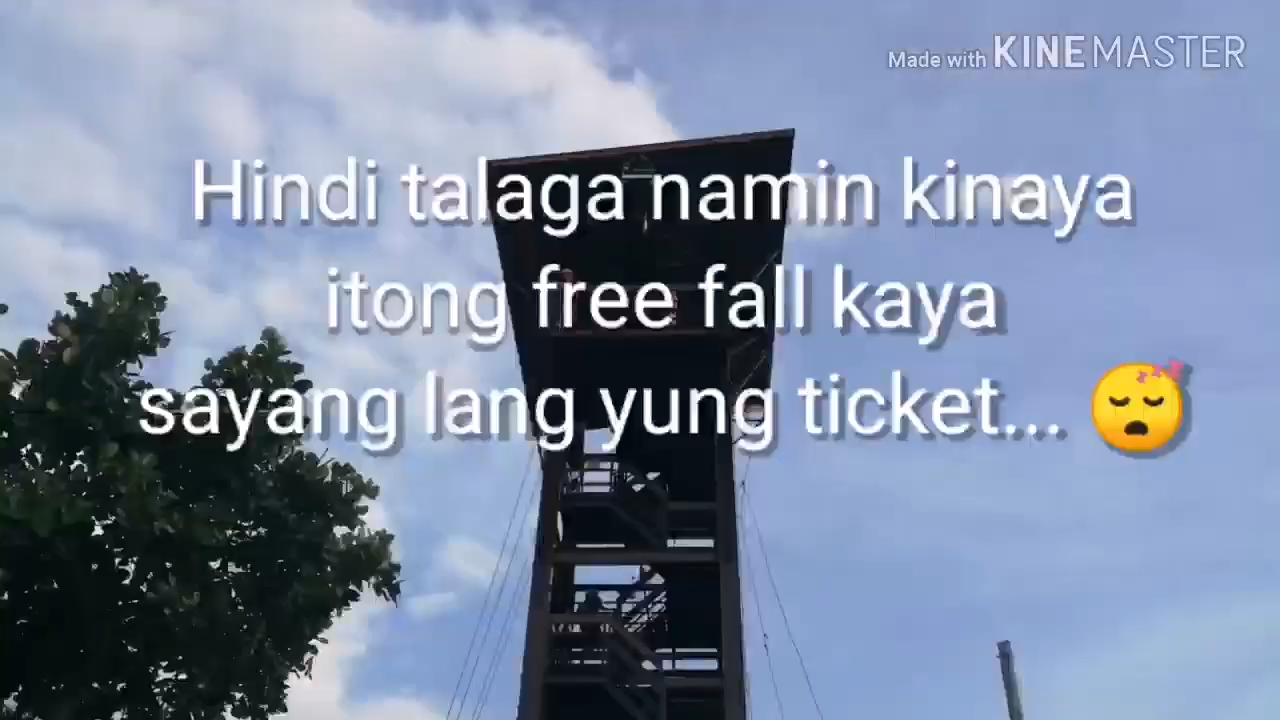 Made with KINEMASTER
Hindi talaga namin kinaya
itong free fall kaya
sayang lang yung ticket... 😴